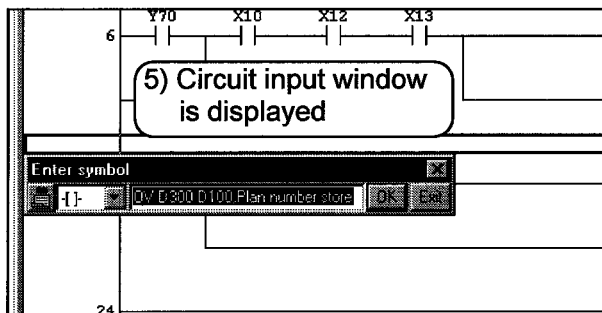 Y70 X10 X12 X13
6
5) Circuit input window
is displayed
Enter symbol
-[ ]- OV D300 D100.Plan number store OK Exit
24